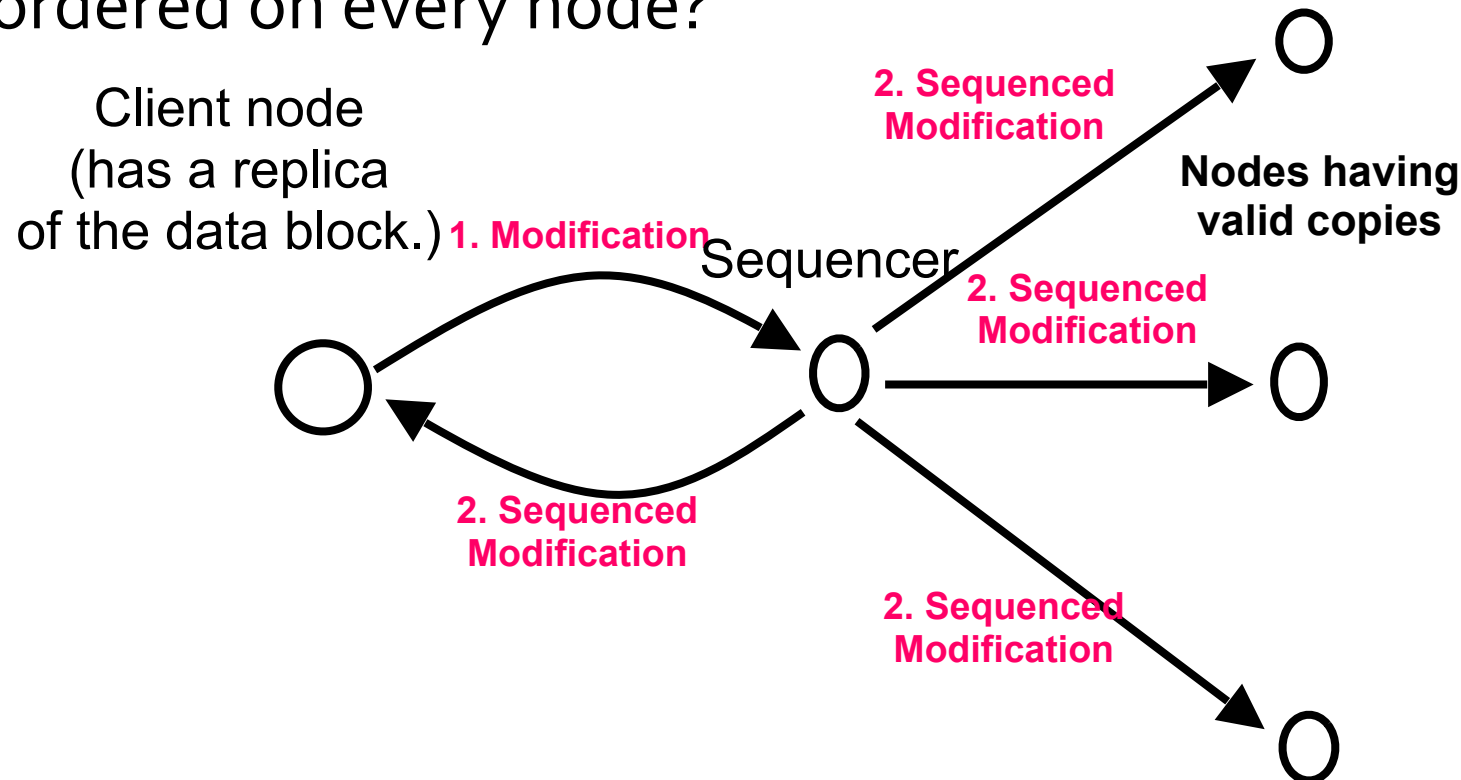 ordered on every node?
Client node
(has a replica
of the data block.)
1. Modification
Sequencer
2. Sequenced
Modification
Nodes having
valid copies
2. Sequenced
Modification
2. Sequenced
Modification
2. Sequenced
Modification